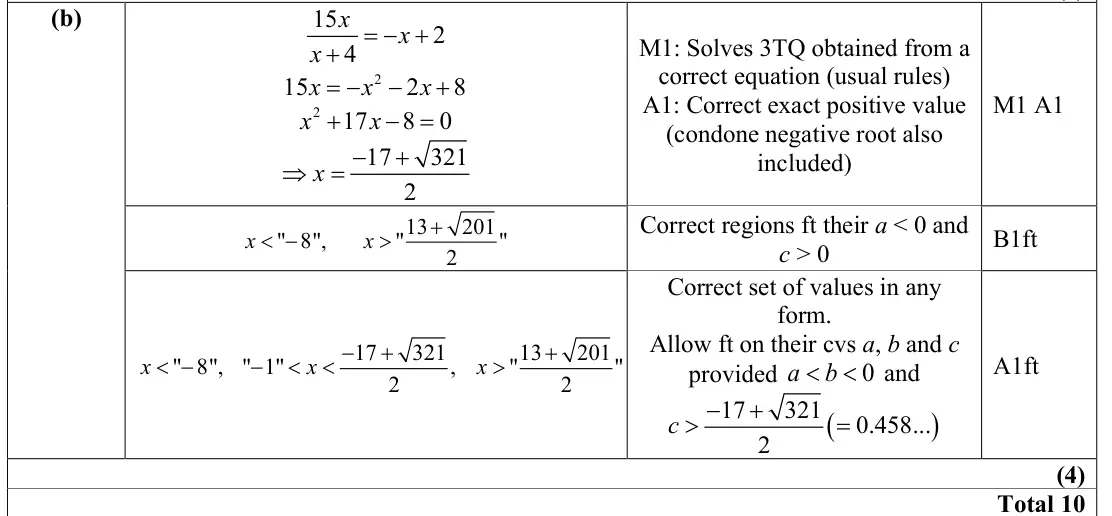 (b)
15x/(x+4) = −x + 2
15x = −x² − 2x + 8
x² + 17x − 8 = 0
⇒ x = (−17 + √321)/2
M1: Solves 3TQ obtained from a
correct equation (usual rules)
A1: Correct exact positive value
(condone negative root also
included)
M1 A1
x < "−8", x > "(13 + √201)/2"
Correct regions ft their a < 0 and
c > 0
B1ft
x < "−8", "−1" < x < (−17 + √321)/2, x > "(13 + √201)/2"
Correct set of values in any
form.
Allow ft on their cvs a, b and c
provided a < b < 0 and
c > (−17 + √321)/2 (= 0.458...)
A1ft
(4)
Total 10